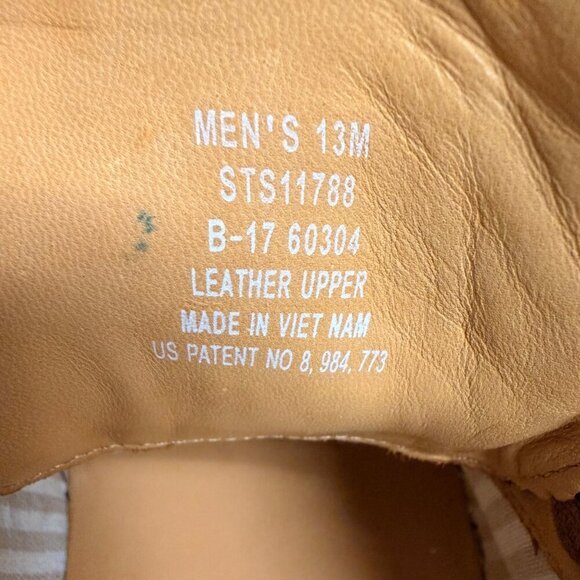 MEN'S 13M
STS11788
B-17 60304
LEATHER UPPER
MADE IN VIET NAM
US PATENT NO 8, 984, 773